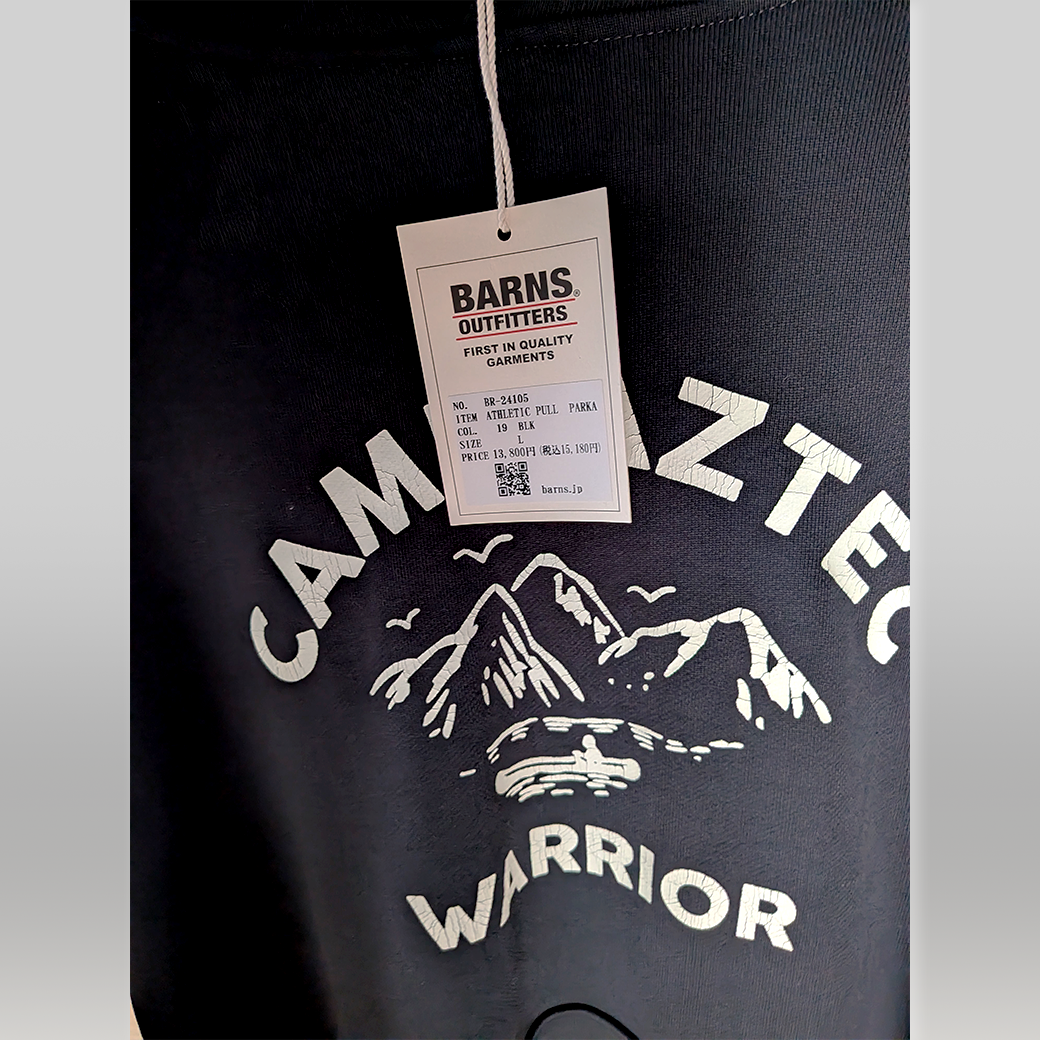 BARNS®
OUTFITTERS
FIRST IN QUALITY
GARMENTS
NO. BR-24105
ITEM ATHLETIC PULL PARKA
COL. 19 BLK
SIZE L
PRICE 13,800円(税込15,180円)
barns.jp
CAM AZTEC
WARRIOR